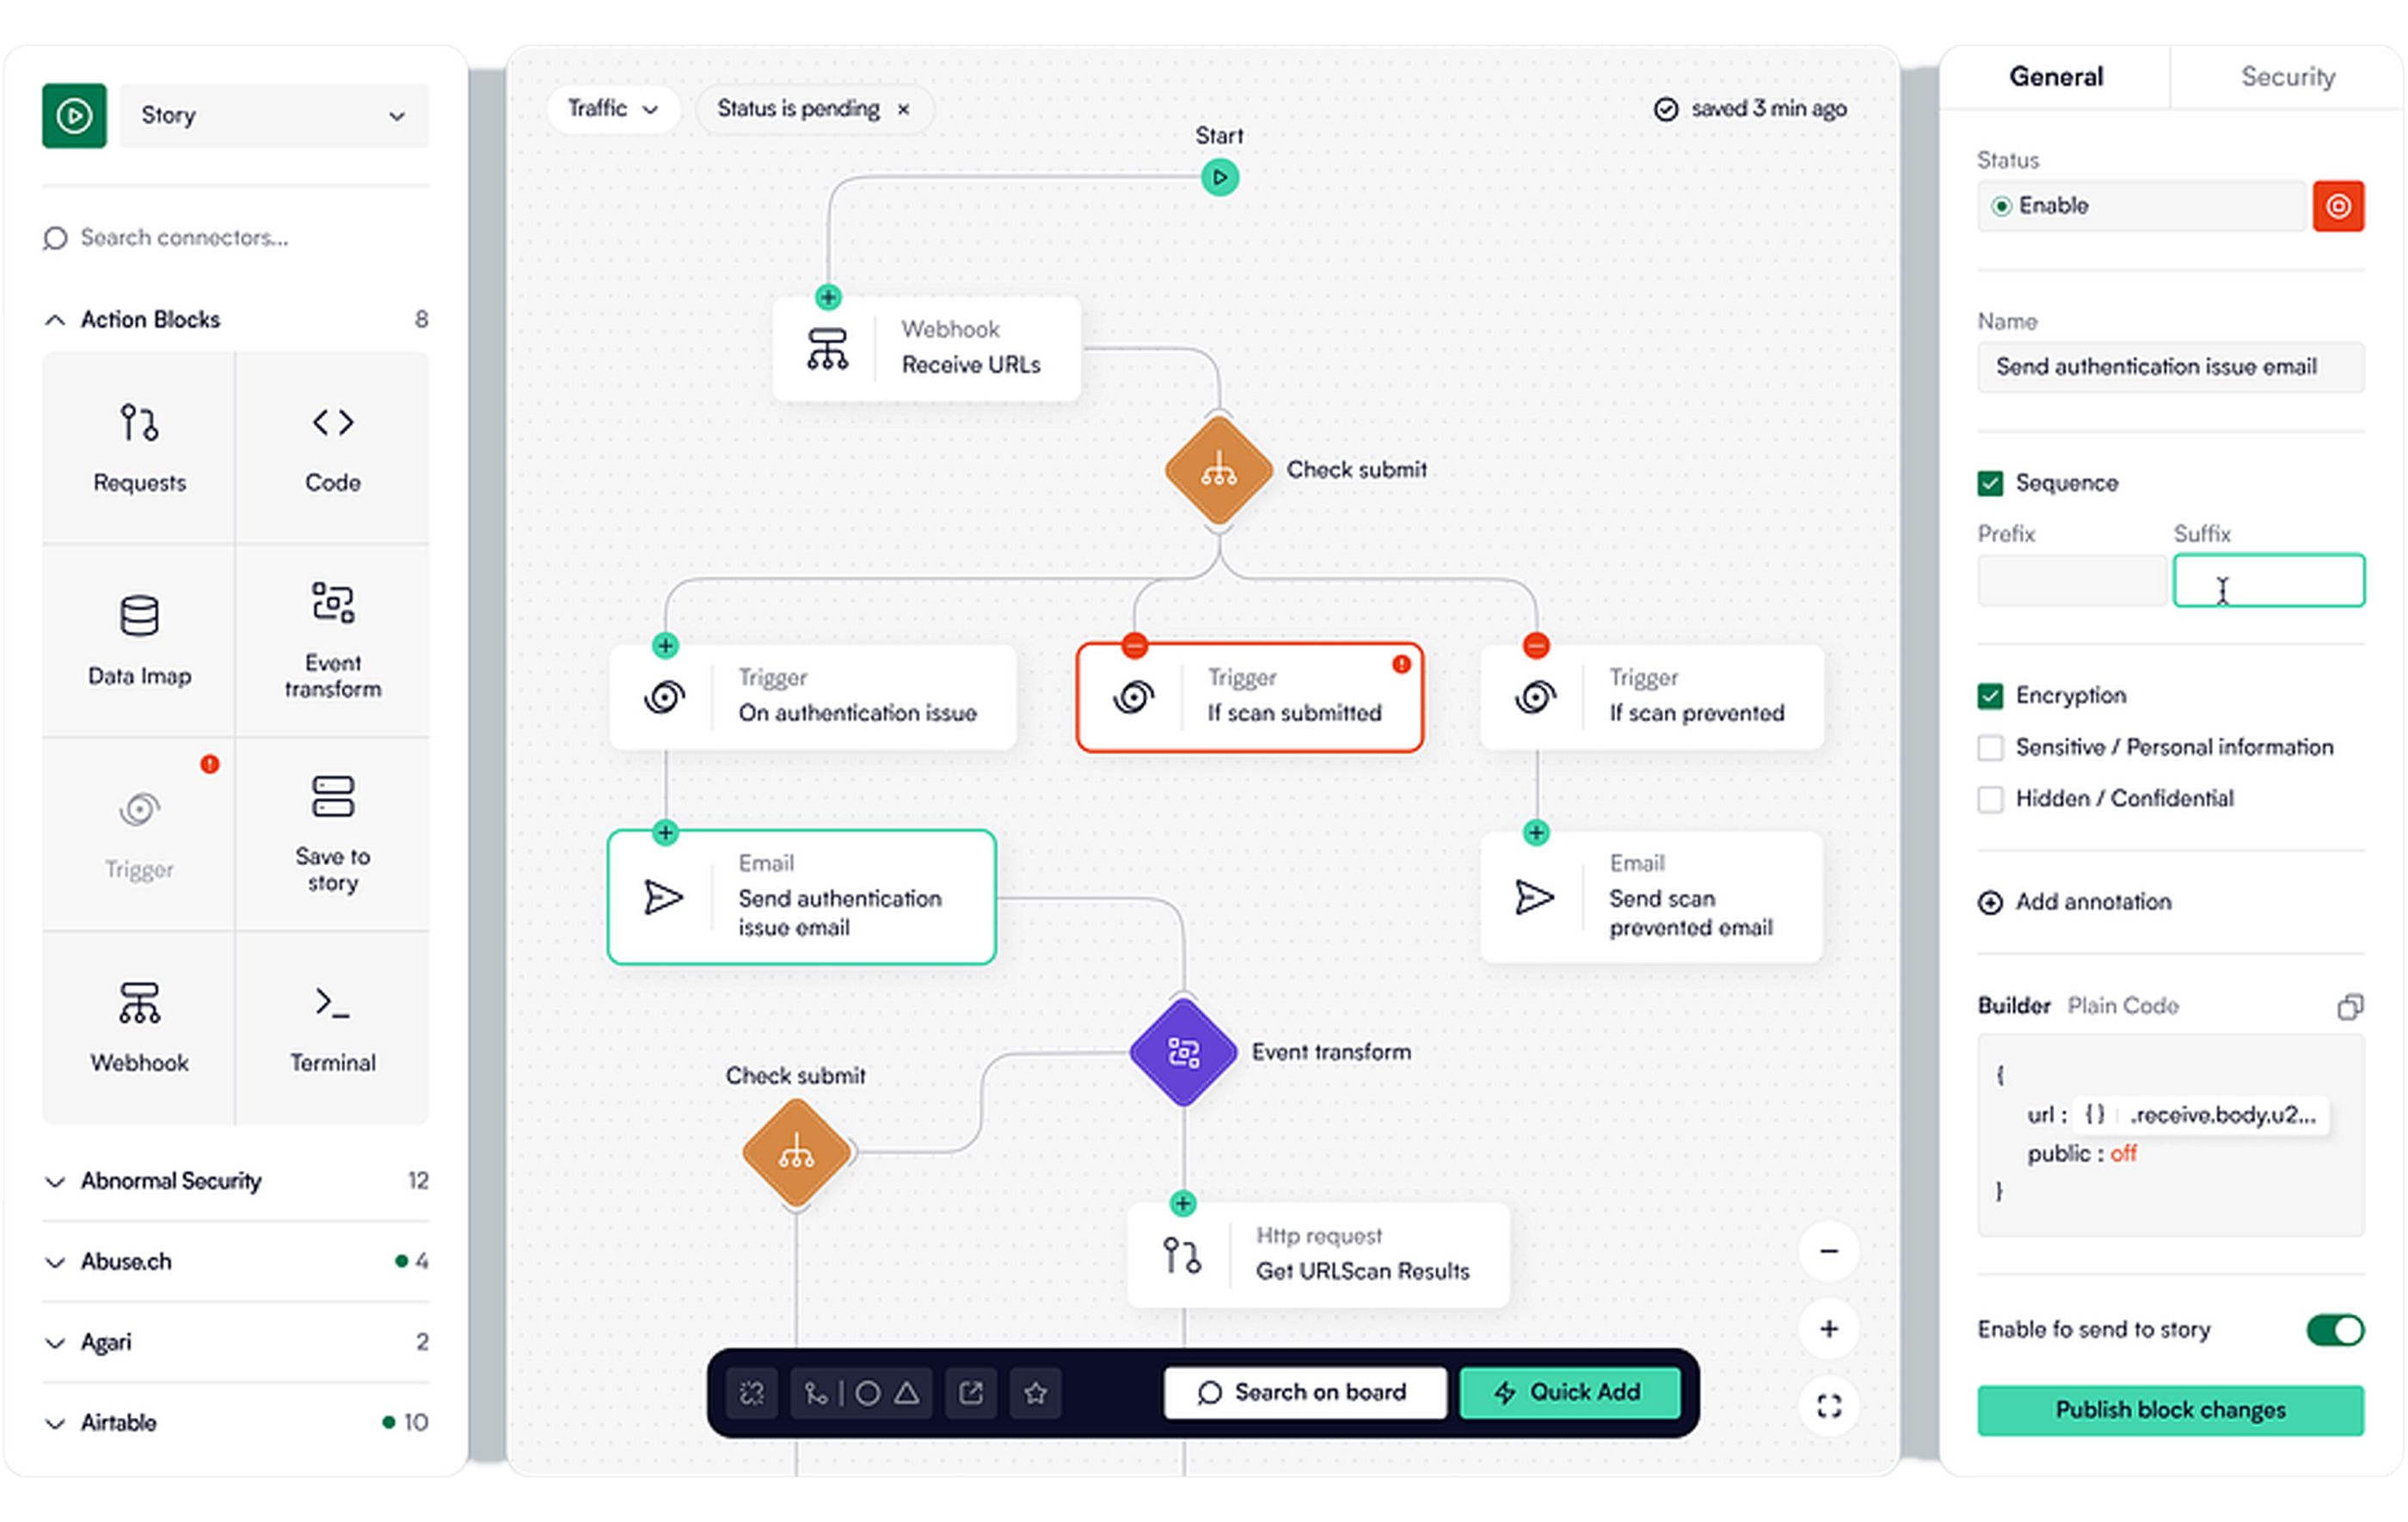 Story
Search connectors...
Action Blocks 8
Requests
Code
Data Imap
Event
transform
Trigger
Save to
story
Webhook
Terminal
Abnormal Security 12
Abuse.ch 4
Agari 2
Airtable 10
Traffic
Status is pending ×
saved 3 min ago
Start
Webhook
Receive URLs
Check submit
Trigger
On authentication issue
Trigger
If scan submitted
Trigger
If scan prevented
Email
Send authentication
issue email
Email
Send scan
prevented email
Event transform
Check submit
Http request
Get URLScan Results
Search on board
Quick Add
General
Security
Status
Enable
Name
Send authentication issue email
Sequence
Prefix
Suffix
Encryption
Sensitive / Personal information
Hidden / Confidential
Add annotation
Builder Plain Code
{
url : {} .receive.body.u2...
public : off
}
Enable fo send to story
Publish block changes